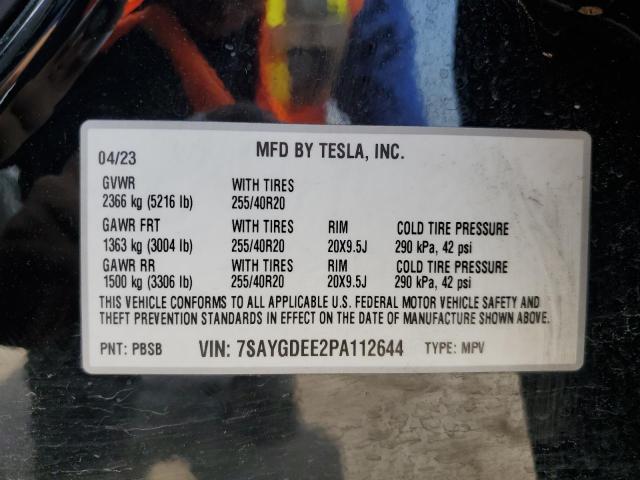 04/23 MFD BY TESLA, INC.
GVWR WITH TIRES
2366 kg (5216 lb) 255/40R20
GAWR FRT WITH TIRES RIM COLD TIRE PRESSURE
1363 kg (3004 lb) 255/40R20 20X9.5J 290 kPa, 42 psi
GAWR RR WITH TIRES RIM COLD TIRE PRESSURE
1500 kg (3306 lb) 255/40R20 20X9.5J 290 kPa, 42 psi
THIS VEHICLE CONFORMS TO ALL APPLICABLE U.S. FEDERAL MOTOR VEHICLE SAFETY AND
THEFT PREVENTION STANDARDS IN EFFECT ON THE DATE OF MANUFACTURE SHOWN ABOVE.
PNT: PBSB VIN: 7SAYGDEE2PA112644 TYPE: MPV